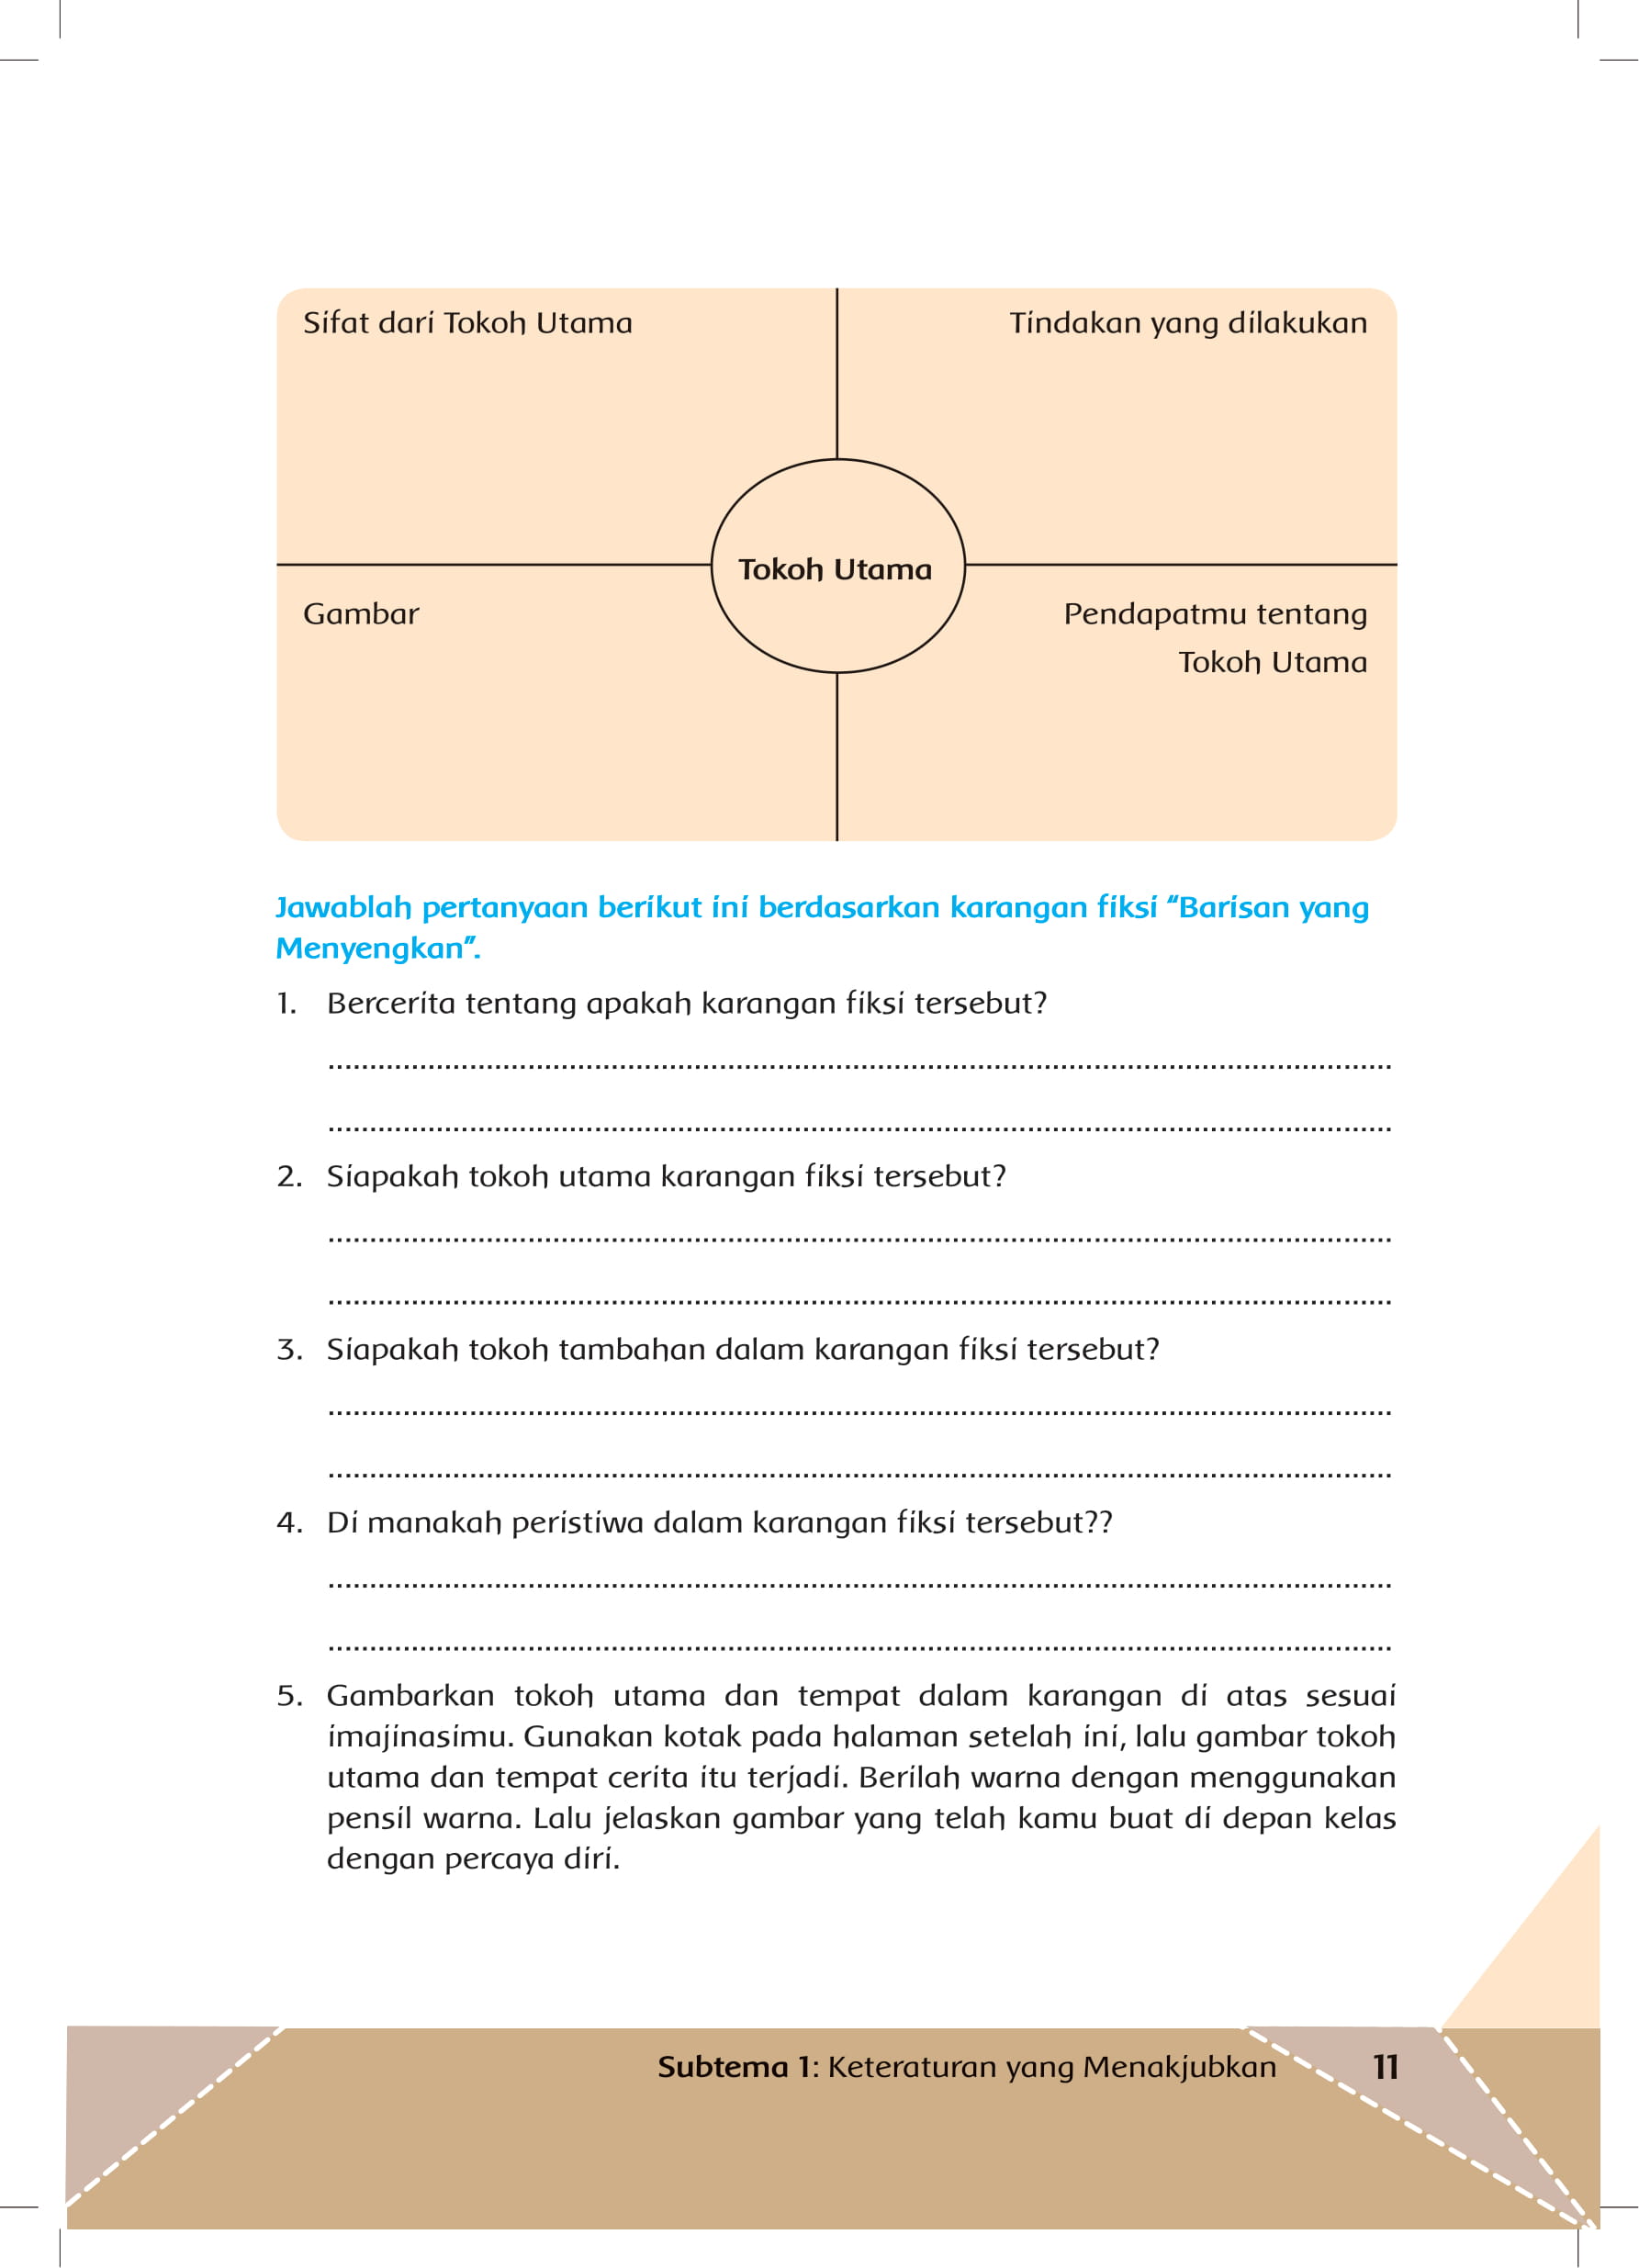 Sifat dari Tokoh Utama
Tindakan yang dilakukan
Tokoh Utama
Gambar
Pendapatmu tentang
Tokoh Utama
Jawablah pertanyaan berikut ini berdasarkan karangan fiksi “Barisan yang
Menyengkan”.
1. Bercerita tentang apakah karangan fiksi tersebut?
................................................................................................................................
................................................................................................................................
2. Siapakah tokoh utama karangan fiksi tersebut?
................................................................................................................................
................................................................................................................................
3. Siapakah tokoh tambahan dalam karangan fiksi tersebut?
................................................................................................................................
................................................................................................................................
4. Di manakah peristiwa dalam karangan fiksi tersebut??
................................................................................................................................
................................................................................................................................
5. Gambarkan tokoh utama dan tempat dalam karangan di atas sesuai
imajinasimu. Gunakan kotak pada halaman setelah ini, lalu gambar tokoh
utama dan tempat cerita itu terjadi. Berilah warna dengan menggunakan
pensil warna. Lalu jelaskan gambar yang telah kamu buat di depan kelas
dengan percaya diri.
Subtema 1: Keteraturan yang Menakjubkan 11